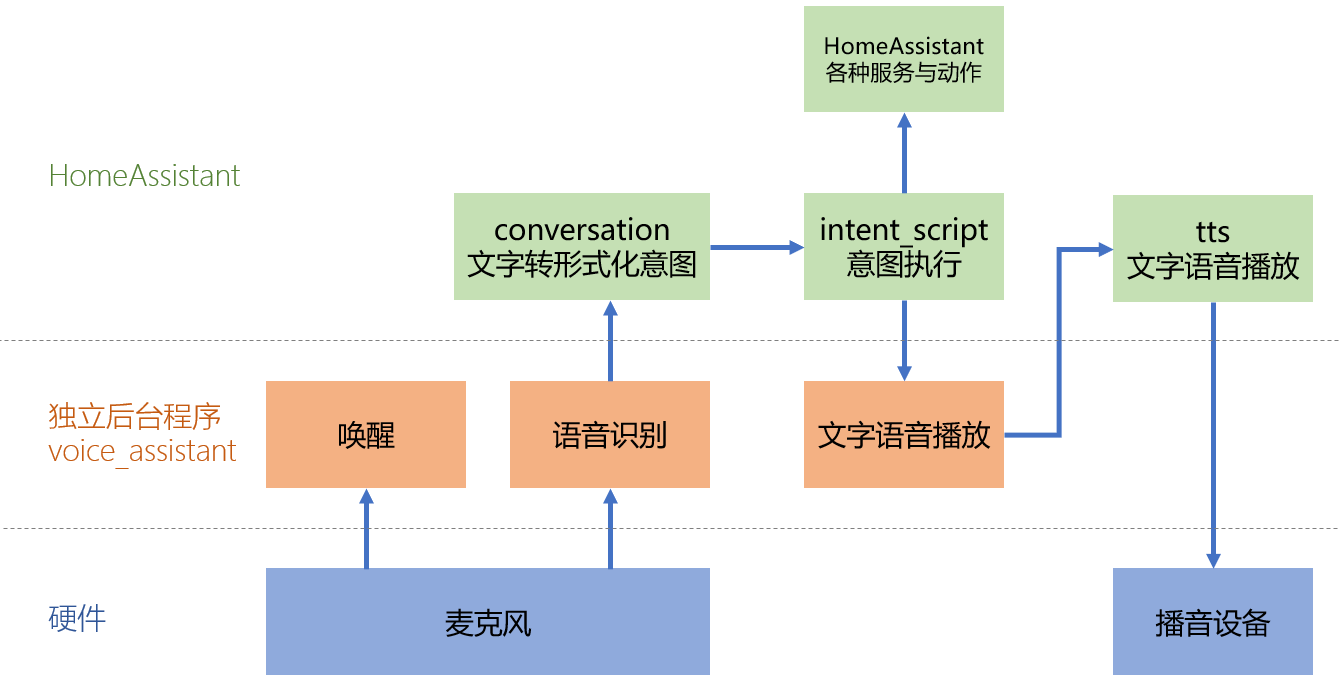 HomeAssistant
各种服务与动作
HomeAssistant
conversation
文字转形式化意图
intent_script
意图执行
tts
文字语音播放
独立后台程序
voice_assistant
唤醒
语音识别
文字语音播放
硬件
麦克风
播音设备